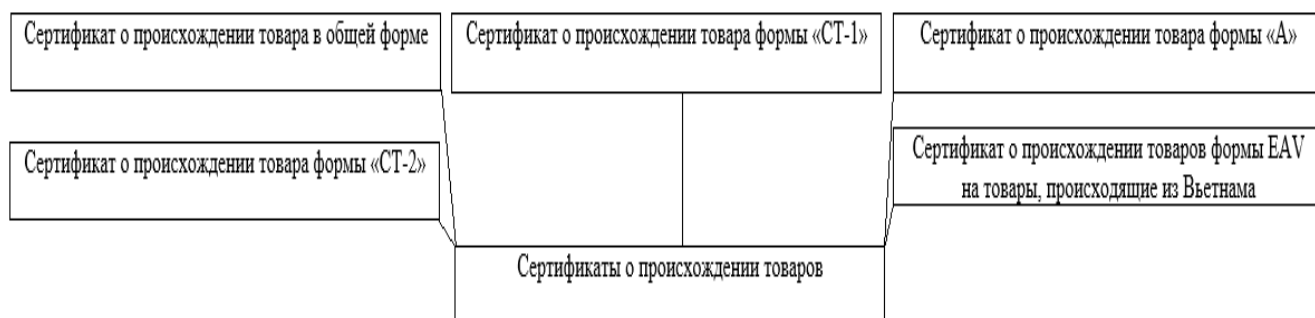 Сертификат о происхождении товара в общей форме
Сертификат о происхождении товара формы «СТ-1»
Сертификат о происхождении товара формы «А»
Сертификат о происхождении товара формы «СТ-2»
Сертификат о происхождении товаров формы EAV
на товары, происходящие из Вьетнама
Сертификаты о происхождении товаров